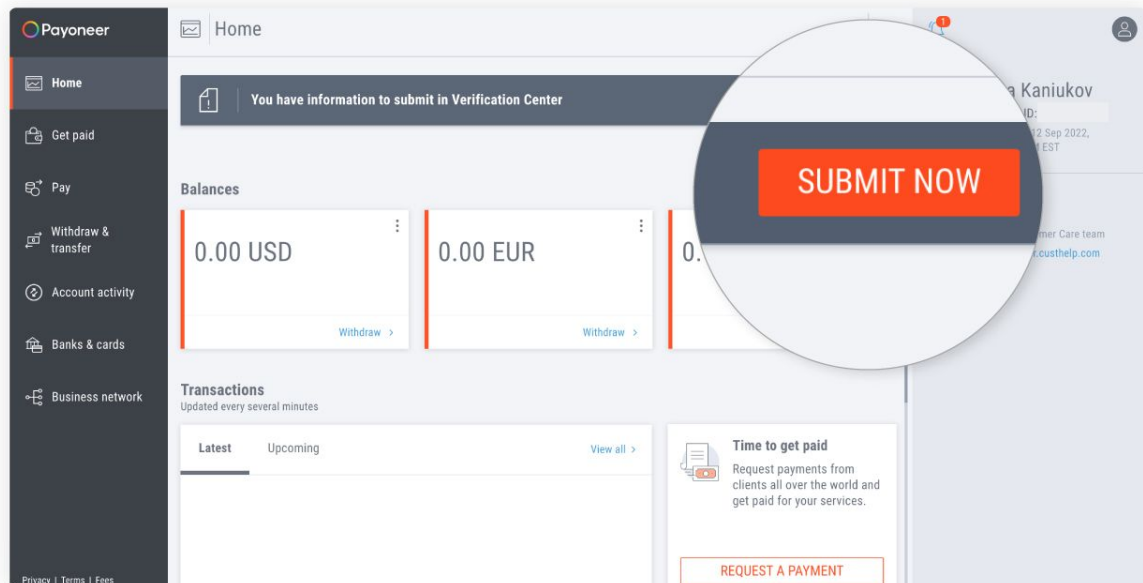 Payoneer
Home
1
Home
You have information to submit in Verification Center
SUBMIT NOW
Kaniukov
ID:
12 Sep 2022,
EST
Get paid
Pay
Withdraw &
transfer
Account activity
Banks & cards
Business network
Balances
0.00 USD
Withdraw >
0.00 EUR
Withdraw >
0.
Care team
.custhelp.com
Transactions
Updated every several minutes
Latest
Upcoming
View all >
Time to get paid
Request payments from
clients all over the world and
get paid for your services.
REQUEST A PAYMENT
Privacy | Terms | Fees